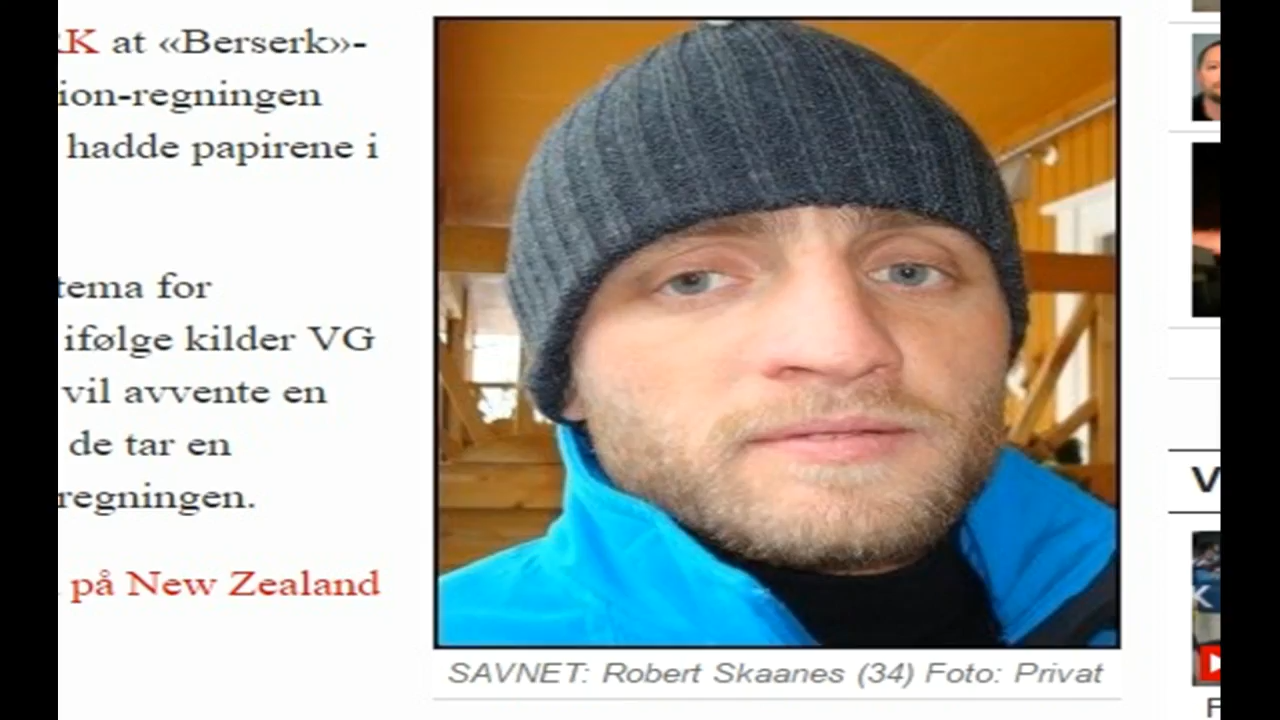 RK at «Berserk»-
ion-regningen
hadde papirene i
tema for
ifølge kilder VG
vil avvente en
de tar en
regningen.
på New Zealand
SAVNET: Robert Skaanes (34) Foto: Privat
V
K
F